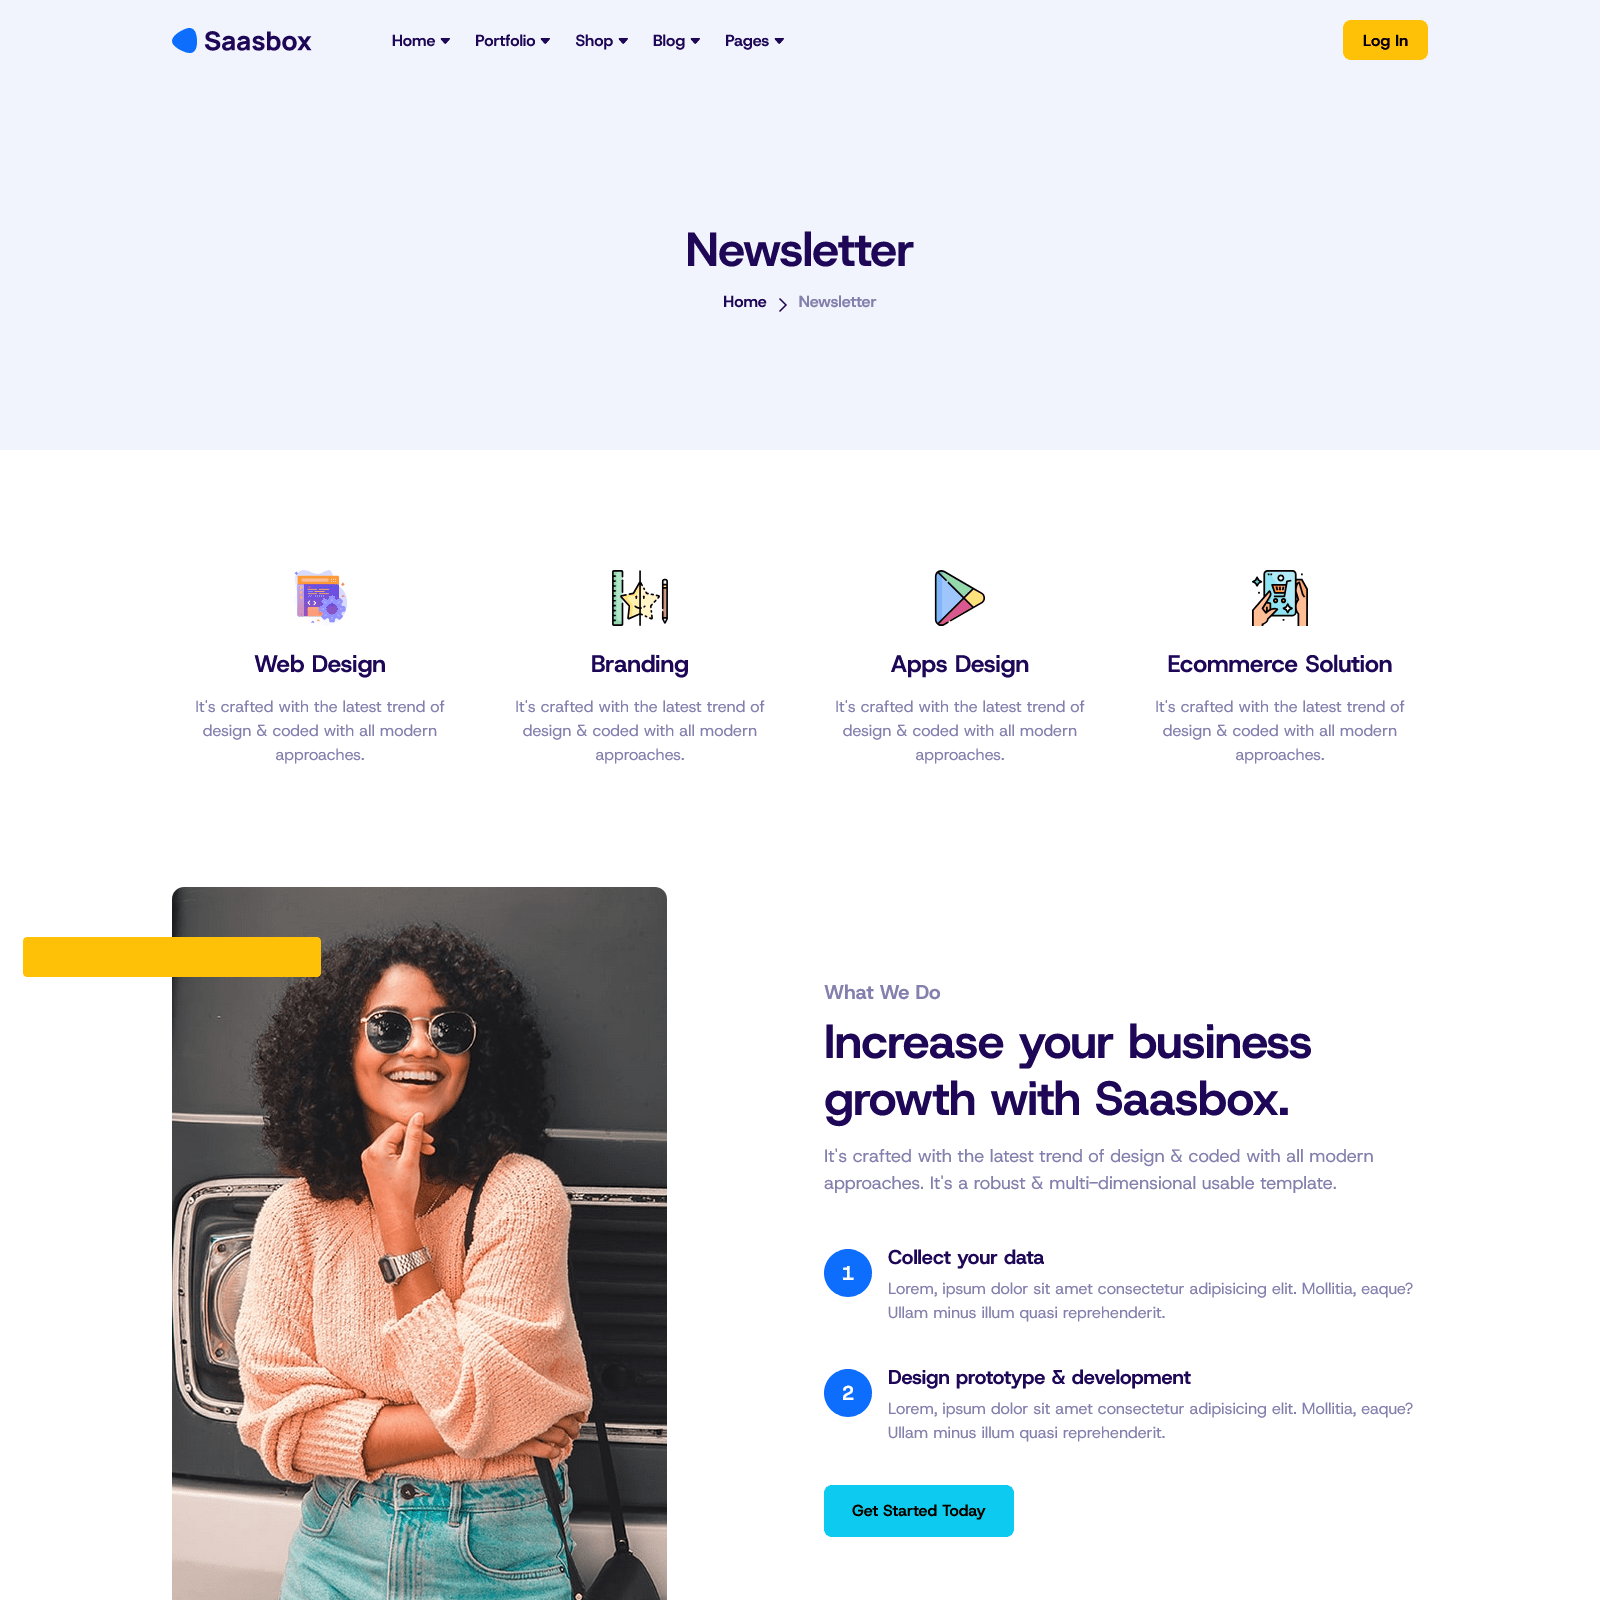 Saasbox
Home
Portfolio
Shop
Blog
Pages
Log In
Newsletter
Home
Newsletter
Web Design
It's crafted with the latest trend of
design & coded with all modern
approaches.
Branding
It's crafted with the latest trend of
design & coded with all modern
approaches.
Apps Design
It's crafted with the latest trend of
design & coded with all modern
approaches.
Ecommerce Solution
It's crafted with the latest trend of
design & coded with all modern
approaches.
What We Do
Increase your business
growth with Saasbox.
It's crafted with the latest trend of design & coded with all modern
approaches. It's a robust & multi-dimensional usable template.
1
Collect your data
Lorem, ipsum dolor sit amet consectetur adipisicing elit. Mollitia, eaque?
Ullam minus illum quasi reprehenderit.
2
Design prototype & development
Lorem, ipsum dolor sit amet consectetur adipisicing elit. Mollitia, eaque?
Ullam minus illum quasi reprehenderit.
Get Started Today